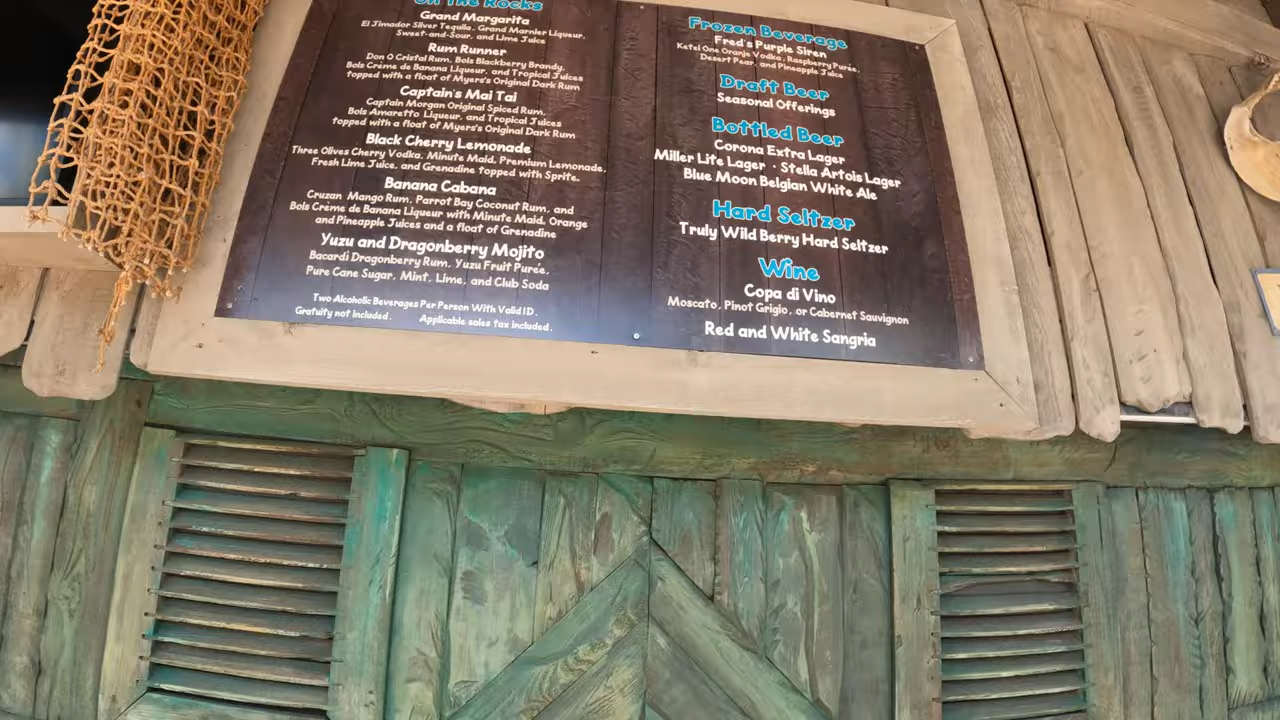 On The Rocks
Grand Margarita
El Jimador Silver Tequila, Grand Marnier Liqueur,
Sweet-and-Sour, and Lime Juice
Rum Runner
Don Q Cristal Rum, Bols Blackberry Brandy,
Bols Crème de Banana Liqueur, and Tropical Juices
topped with a float of Myers's Original Dark Rum
Captain's Mai Tai
Captain Morgan Original Spiced Rum,
Bols Amaretto Liqueur, and Tropical Juices
topped with a float of Myers's Original Dark Rum
Black Cherry Lemonade
Three Olives Cherry Vodka, Minute Maid, Premium Lemonade,
Fresh Lime Juice, and Grenadine topped with Sprite.
Banana Cabana
Cruzan Mango Rum, Parrot Bay Coconut Rum, and
Bols Crème de Banana Liqueur with Minute Maid, Orange
and Pineapple Juices and a float of Grenadine
Yuzu and Dragonberry Mojito
Bacardi Dragonberry Rum, Yuzu Fruit Purée,
Pure Cane Sugar, Mint, Lime, and Club Soda
Two Alcoholic Beverages Per Person With Valid ID.
Gratuity not included. Applicable sales tax included.
Frozen Beverage
Fred's Purple Siren
Ketel One Oranje Vodka, Raspberry Purée,
Desert Pear, and Pineapple Juice
Draft Beer
Seasonal Offerings
Bottled Beer
Corona Extra Lager
Miller Lite Lager · Stella Artois Lager
Blue Moon Belgian White Ale
Hard Seltzer
Truly Wild Berry Hard Seltzer
Wine
Copa di Vino
Moscato, Pinot Grigio, or Cabernet Sauvignon
Red and White Sangria